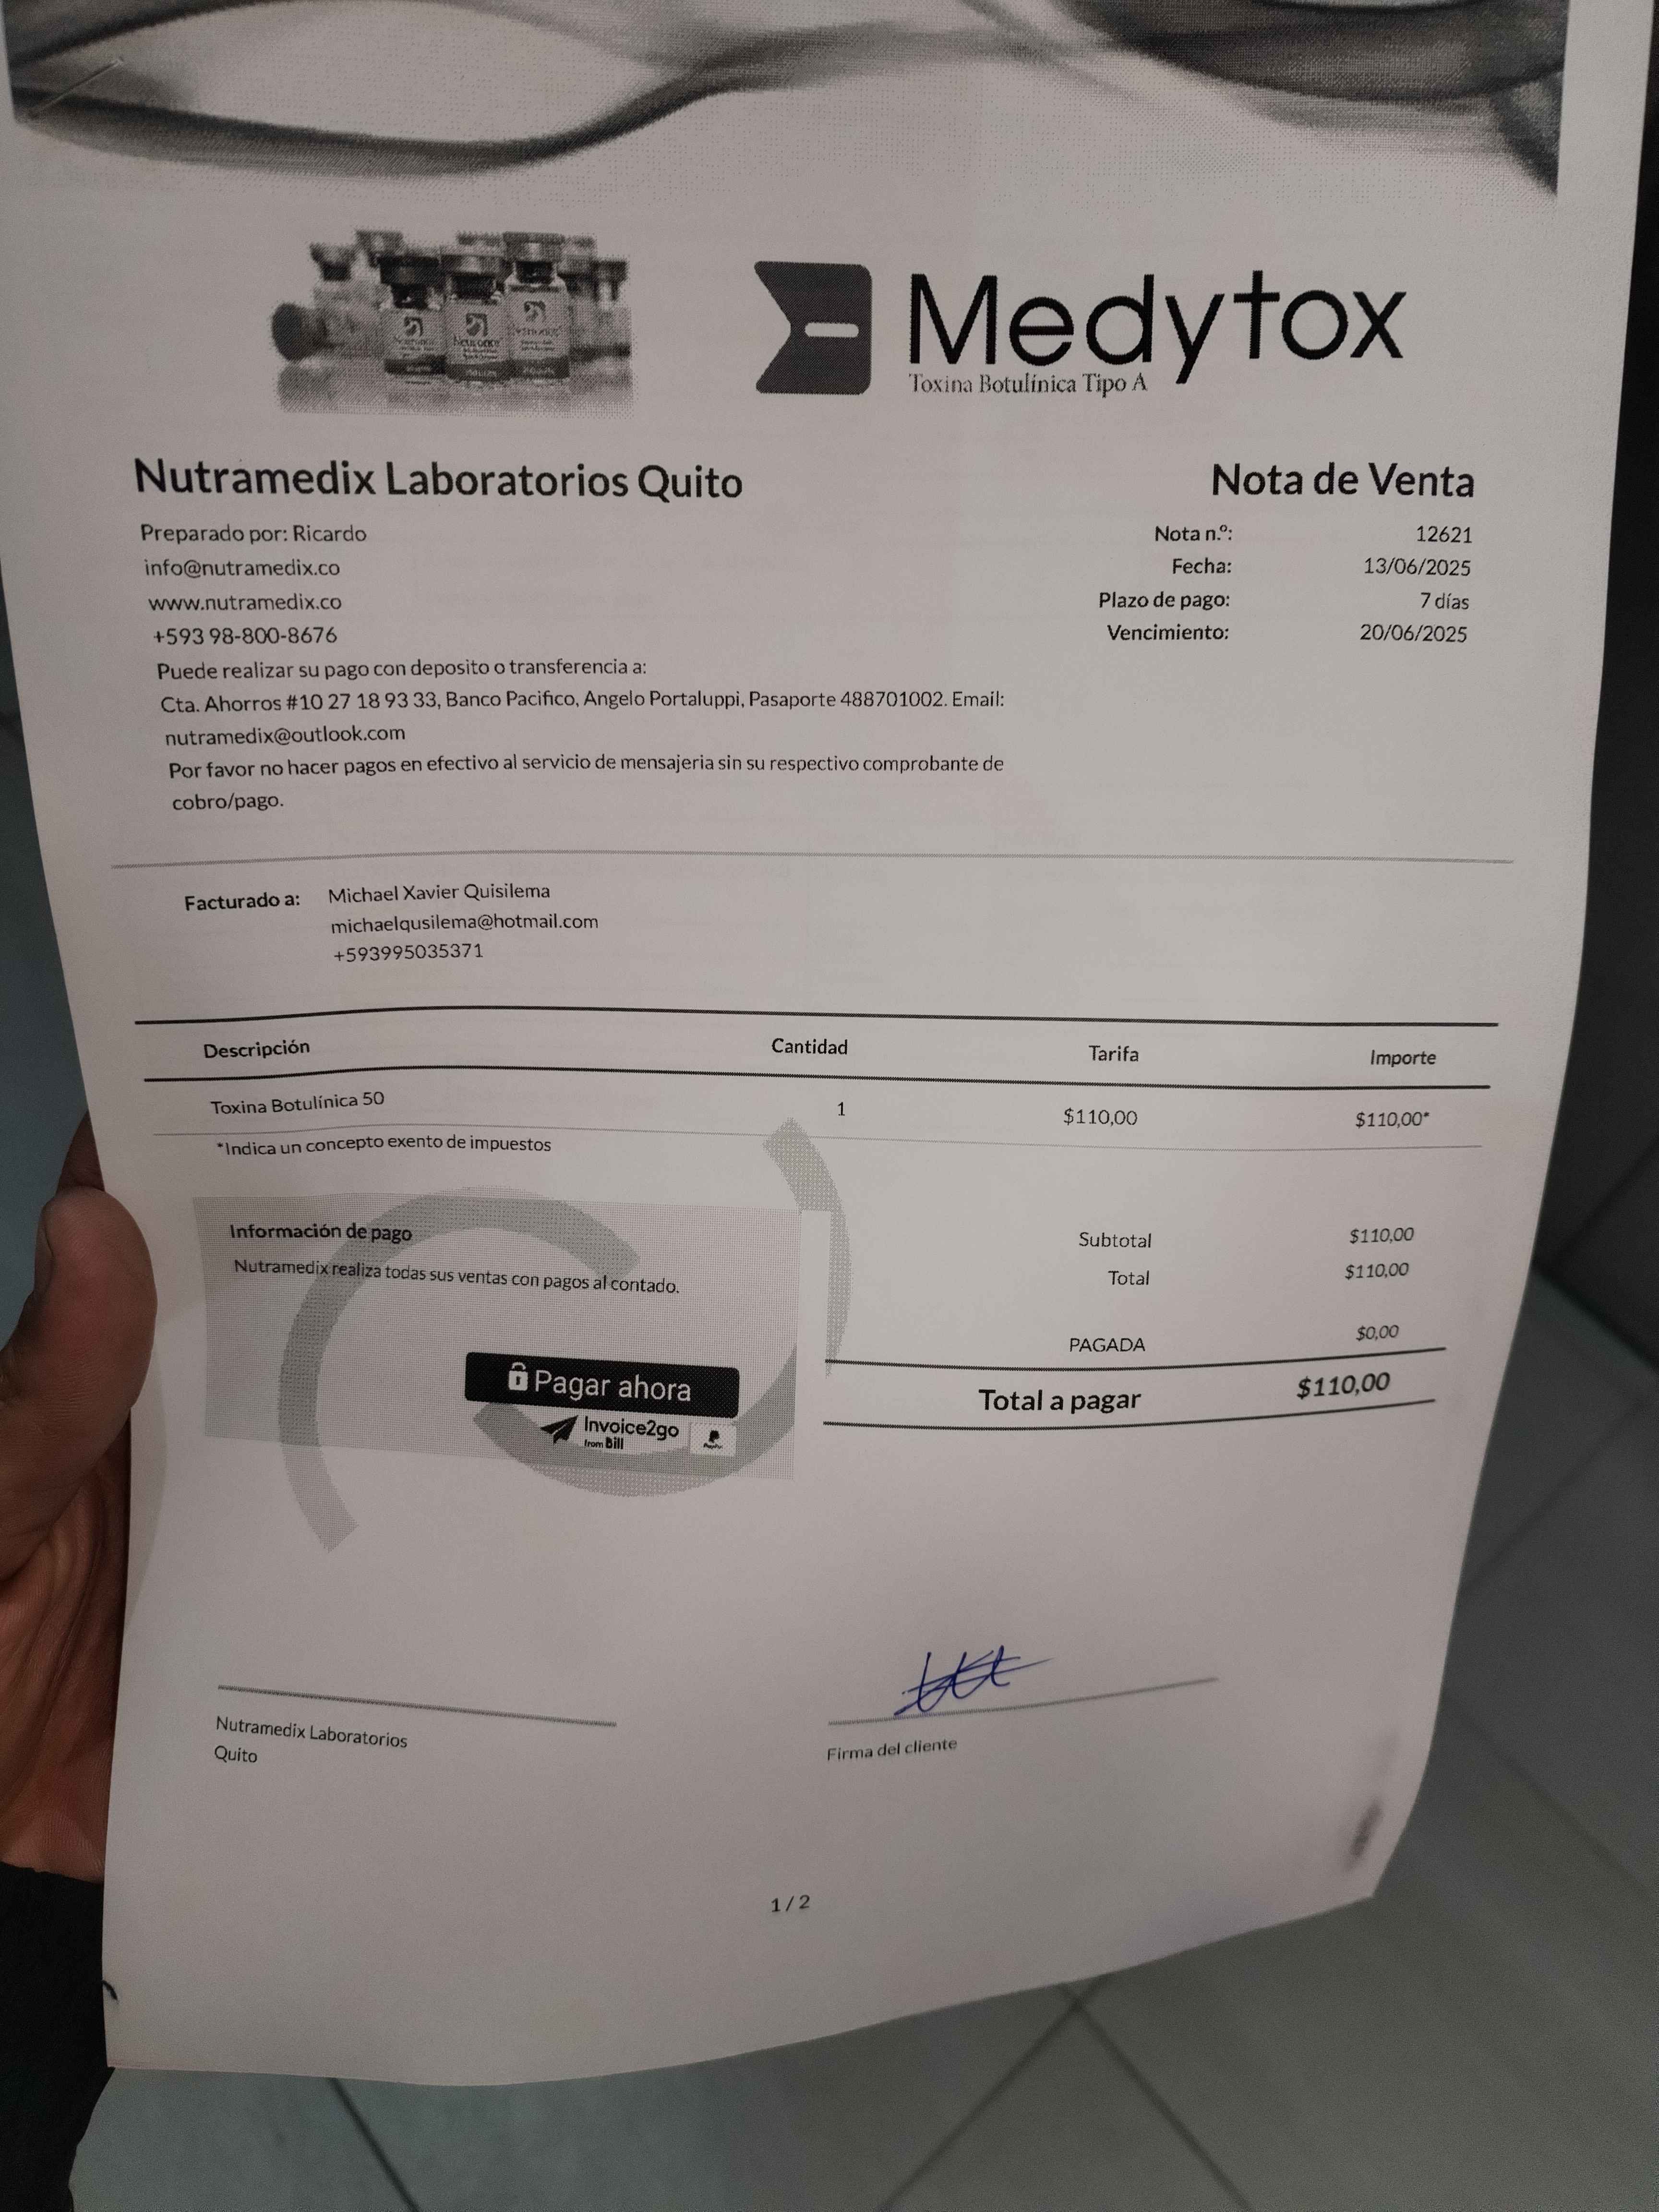 Medytox
Toxina Botulínica Tipo A
Nutramedix Laboratorios Quito
Nota de Venta
Preparado por: Ricardo
info@nutramedix.co
www.nutramedix.co
+593 98-800-8676
Nota n.º: 12621
Fecha: 13/06/2025
Plazo de pago: 7 días
Vencimiento: 20/06/2025
Puede realizar su pago con deposito o transferencia a:
Cta. Ahorros #10 27 18 93 33, Banco Pacifico, Angelo Portaluppi, Pasaporte 488701002. Email:
nutramedix@outlook.com
Por favor no hacer pagos en efectivo al servicio de mensajeria sin su respectivo comprobante de
cobro/pago.
Facturado a: Michael Xavier Quisilema
michaelqusilema@hotmail.com
+593995035371
Descripción Cantidad Tarifa Importe
Toxina Botulínica 50 1 $110,00 $110,00*
*Indica un concepto exento de impuestos
Información de pago
Nutramedix realiza todas sus ventas con pagos al contado.
Pagar ahora
Invoice2go
from Bill
PayPal
Subtotal $110,00
Total $110,00
PAGADA $0,00
Total a pagar $110,00
Nutramedix Laboratorios
Quito
Firma del cliente
1 / 2